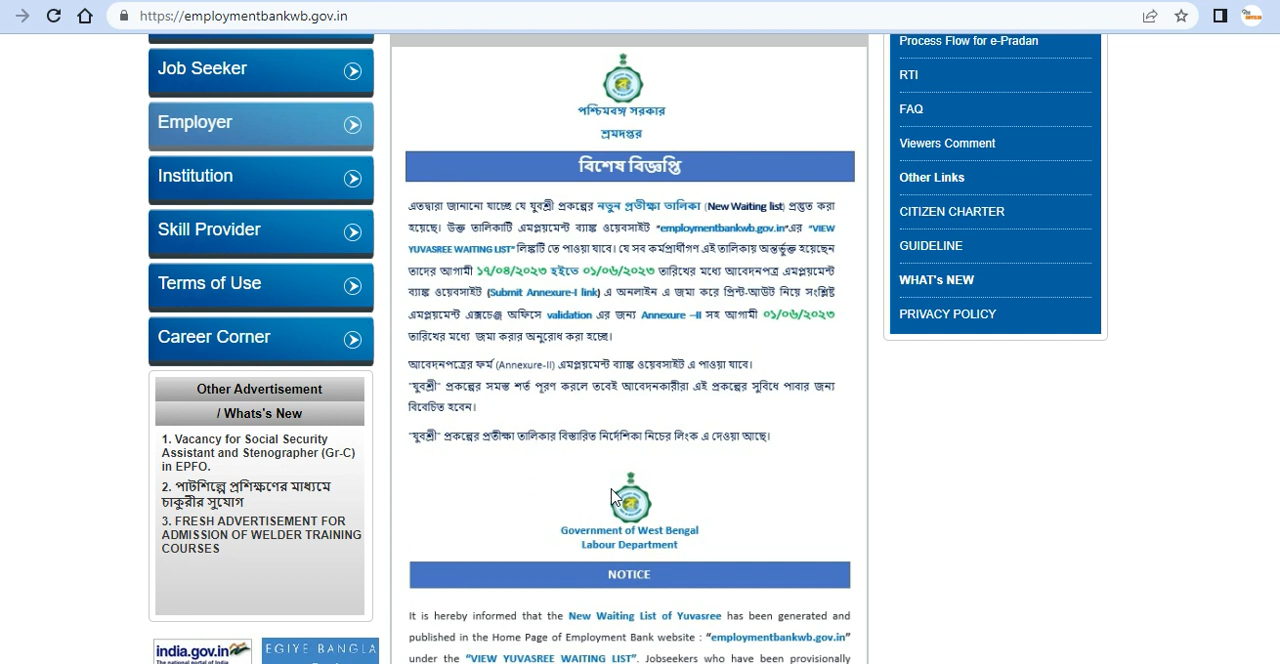 https://employmentbankwb.gov.in
Job Seeker
Employer
Institution
Skill Provider
Terms of Use
Career Corner
Other Advertisement
/ Whats's New
1. Vacancy for Social Security
Assistant and Stenographer (Gr-C)
in EPFO.
2. পাটশিল্পে প্রশিক্ষণের মাধ্যমে
চাকুরীর সুযোগ
3. FRESH ADVERTISEMENT FOR
ADMISSION OF WELDER TRAINING
COURSES
india.gov.in
The national portal of India
EGIYE BANGLA
পশ্চিমবঙ্গ সরকার
শ্রমদপ্তর
বিশেষ বিজ্ঞপ্তি
এতদ্বারা জানানো যাচ্ছে যে যুবশ্রী প্রকল্পের নতুন প্রতীক্ষা তালিকা (New Waiting list) প্রস্তুত করা
হয়েছে। উক্ত তালিকাটি এমপ্লয়মেন্ট ব্যাঙ্ক ওয়েবসাইট "employmentbankwb.gov.in"এর "VIEW
YUVASREE WAITING LIST" লিঙ্কটি তে পাওয়া যাবে। যে সব কর্মপ্রার্থীগণ এই তালিকায় অন্তর্ভুক্ত হয়েছেন
তাদের আগামী ১৭/০৪/২০২৩ হইতে ০১/০৬/২০২৩ তারিখের মধ্যে আবেদনপত্র এমপ্লয়মেন্ট
ব্যাঙ্ক ওয়েবসাইট (Submit Annexure-I link) এ অনলাইন এ জমা করে প্রিন্ট-আউট নিয়ে সংশ্লিষ্ট
এমপ্লয়মেন্ট এক্সচেঞ্জ অফিসে validation এর জন্য Annexure –II সহ আগামী ০১/০৬/২০২৩
তারিখের মধ্যে জমা করার অনুরোধ করা হচ্ছে।
আবেদনপত্রের ফর্ম (Annexure-II) এমপ্লয়মেন্ট ব্যাঙ্ক ওয়েবসাইট এ পাওয়া যাবে।
"যুবশ্রী" প্রকল্পের সমস্ত শর্ত পূরণ করলে তবেই আবেদনকারীরা এই প্রকল্পের সুবিধে পাবার জন্য
বিবেচিত হবেন।
"যুবশ্রী" প্রকল্পের প্রতীক্ষা তালিকার বিস্তারিত নির্দেশিকা নিচের লিংক এ দেওয়া আছে।
Government of West Bengal
Labour Department
NOTICE
It is hereby informed that the New Waiting List of Yuvasree has been generated and
published in the Home Page of Employment Bank website : "employmentbankwb.gov.in"
under the "VIEW YUVASREE WAITING LIST". Jobseekers who have been provisionally
Process Flow for e-Pradan
RTI
FAQ
Viewers Comment
Other Links
CITIZEN CHARTER
GUIDELINE
WHAT's NEW
PRIVACY POLICY